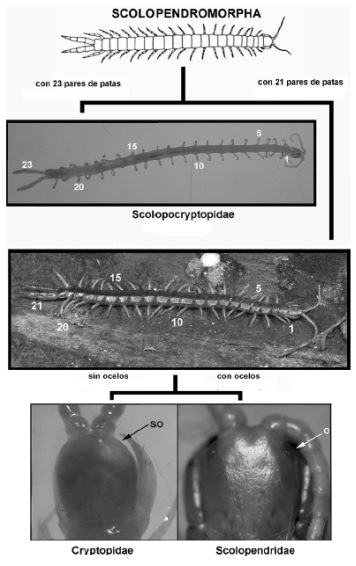 SCOLOPENDROMORPHA
con 23 pares de patas
con 21 pares de patas
5
15
23
1
10
20
Scolopocryptopidae
15
5
21
20
10
1
sin ocelos
con ocelos
SO
O
Cryptopidae
Scolopendridae